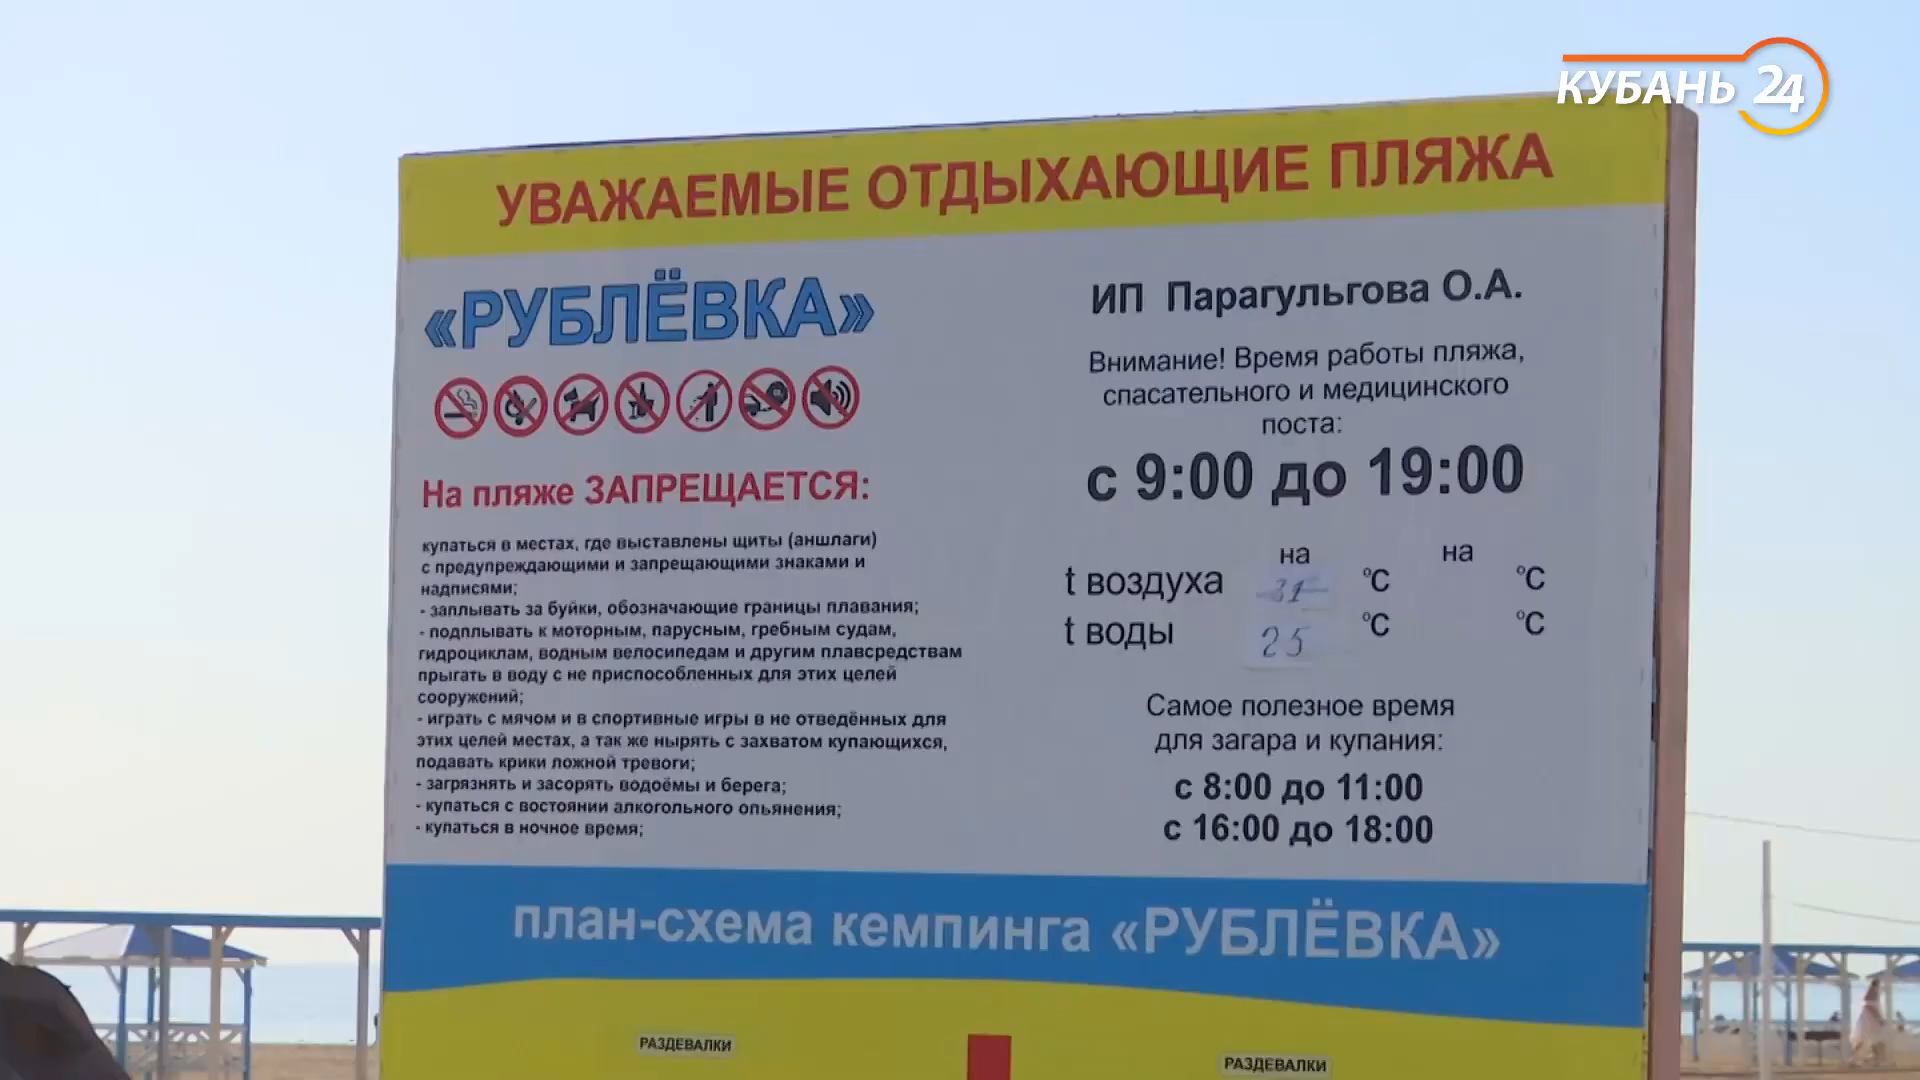 КУБАНЬ 24
УВАЖАЕМЫЕ ОТДЫХАЮЩИЕ ПЛЯЖА
«РУБЛЁВКА»
На пляже ЗАПРЕЩАЕТСЯ:
купаться в местах, где выставлены щиты (аншлаги)
с предупреждающими и запрещающими знаками и
надписями;
- заплывать за буйки, обозначающие границы плавания;
- подплывать к моторным, парусным, гребным судам,
гидроциклам, водным велосипедам и другим плавсредствам
прыгать в воду с не приспособленных для этих целей
сооружений;
- играть с мячом и в спортивные игры в не отведённых для
этих целей местах, а так же нырять с захватом купающихся,
подавать крики ложной тревоги;
- загрязнять и засорять водоёмы и берега;
- купаться с востоянии алкогольного опьянения;
- купаться в ночное время;
ИП Парагульгова О.А.
Внимание! Время работы пляжа,
спасательного и медицинского
поста:
с 9:00 до 19:00
на на
t воздуха 31 °С °С
t воды 25 °С °С
Самое полезное время
для загара и купания:
с 8:00 до 11:00
с 16:00 до 18:00
план-схема кемпинга «РУБЛЁВКА»
РАЗДЕВАЛКИ
РАЗДЕВАЛКИ